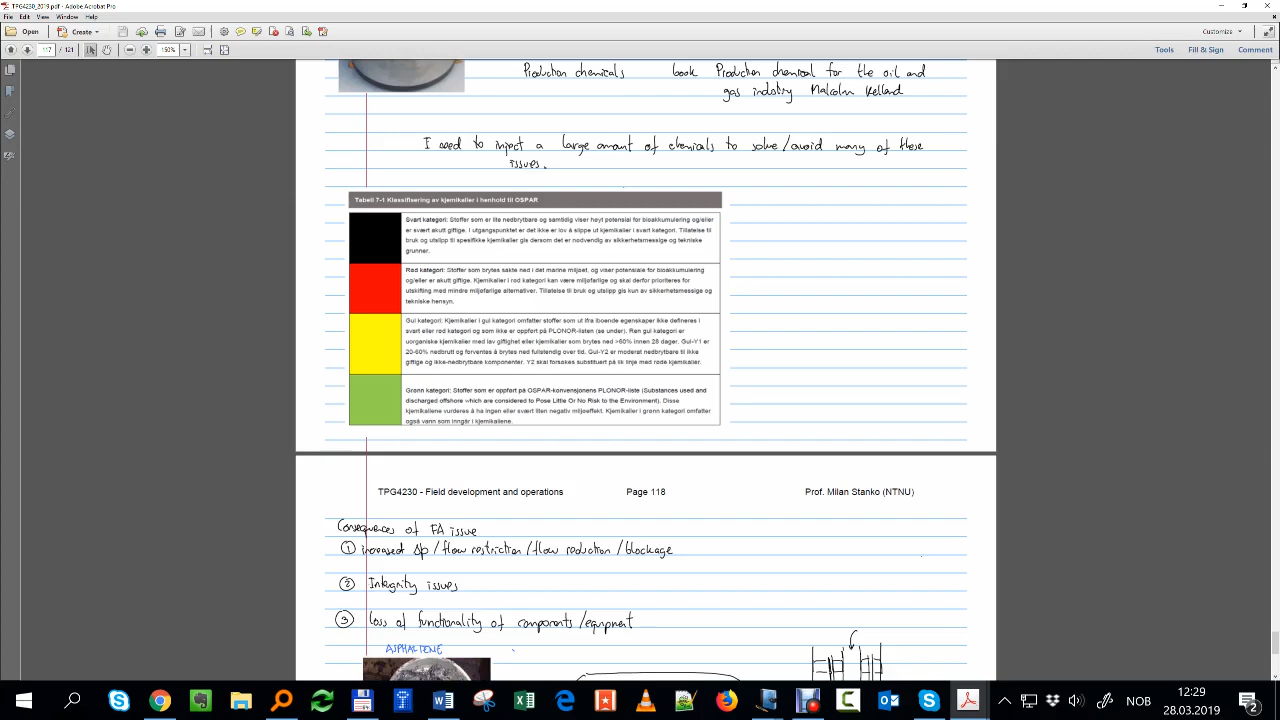 TPG4230_2019.pdf - Adobe Acrobat Pro
File Edit View Window Help
Open Create Customize
117 / 121 150% Tools Fill & Sign Comment
Production chemicals book Production chemical for the oil and
gas industry Malcolm Kelland
I need to inject a large amount of chemicals to solve/avoid many of these
issues.
Tabell 7-1 Klassifisering av kjemikalier i henhold til OSPAR
Svart kategori: Stoffer som er lite nedbrytbare og samtidig viser høyt potensial for bioakkumulering og/eller
er svært akutt giftige. I utgangspunktet er det ikke er lov å slippe ut kjemikalier i svart kategori. Tillatelse til
bruk og utslipp til spesifikke kjemikalier gis dersom det er nødvendig av sikkerhetsmessige og tekniske
grunner.
Rød kategori: Stoffer som brytes sakte ned i det marine miljøet, og viser potensiale for bioakkumulering
og/eller er akutt giftige. Kjemikalier i rød kategori kan være miljøfarlige og skal derfor prioriteres for
utskifting med mindre miljøfarlige alternativer. Tillatelse til bruk og utslipp gis kun av sikkerhetsmessige og
tekniske hensyn.
Gul kategori: Kjemikalier i gul kategori omfatter stoffer som ut ifra iboende egenskaper ikke defineres i
svart eller rød kategori og som ikke er oppført på PLONOR-listen (se under). Ren gul kategori er
uorganiske kjemikalier med lav giftighet eller kjemikalier som brytes ned >60% innen 28 dager. Gul-Y1 er
20-60% nedbrutt og forventes å brytes ned fullstendig over tid. Gul-Y2 er moderat nedbrytbare til ikke
giftige og ikke-nedbrytbare komponenter. Y2 skal forsøkes substituert på lik linje med røde kjemikalier.
Grønn kategori: Stoffer som er oppført på OSPAR-konvensjonens PLONOR-liste (Substances used and
discharged offshore which are considered to Pose Little Or No Risk to the Environment). Disse
kjemikaliene vurderes å ha ingen eller svært liten negativ miljøeffekt. Kjemikalier i grønn kategori omfatter
også vann som inngår i kjemikaliene.
TPG4230 - Field development and operations Page 118 Prof. Milan Stanko (NTNU)
Consequences of FA issue
① increased Δp/flow restriction/flow reduction/blockage
② Integrity issues
③ loss of functionality of components/equipment
ASPHALTENE
NOB 12:29
28.03.2019 2